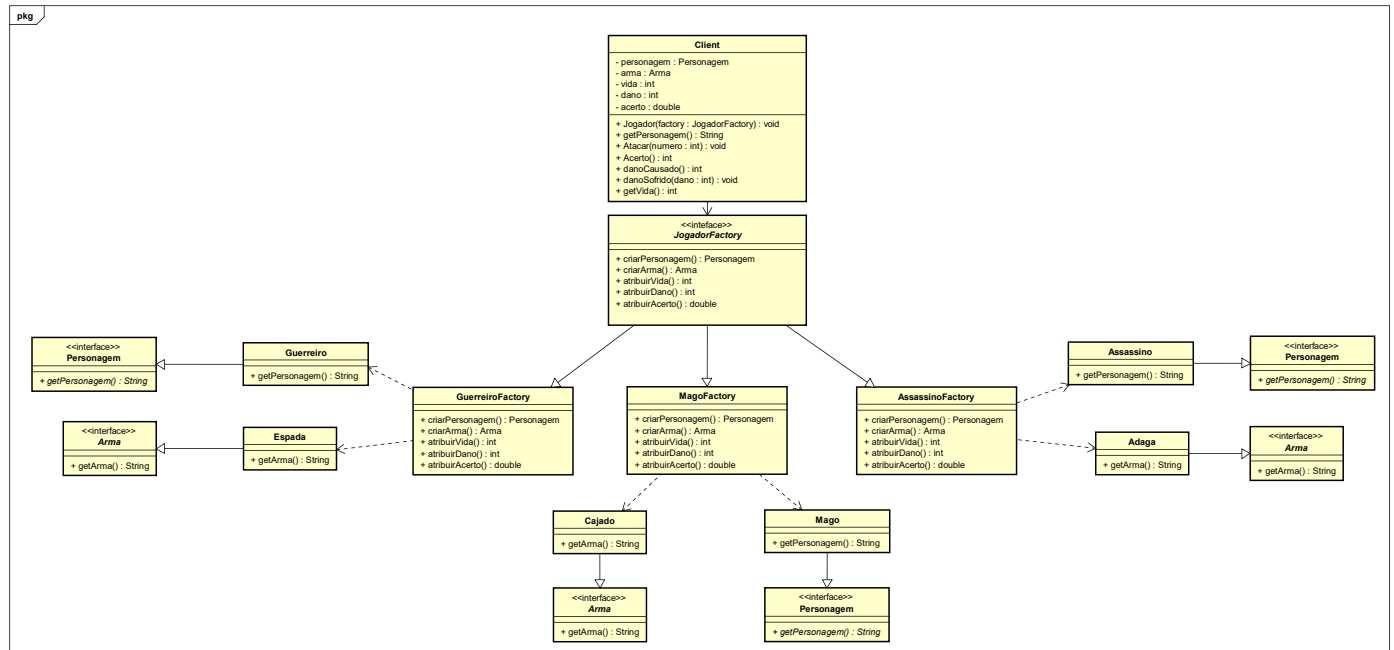 pkg
Client
- personagem : Personagem
- arma : Arma
- vida : int
- dano : int
- acerto : double
+ Jogador(factory : JogadorFactory) : void
+ getPersonagem() : String
+ Atacar(numero : int) : void
+ Acerto() : int
+ danoCausado() : int
+ danoSofrido(dano : int) : void
+ getVida() : int
<<inteface>>
JogadorFactory
+ criarPersonagem() : Personagem
+ criarArma() : Arma
+ atribuirVida() : int
+ atribuirDano() : int
+ atribuirAcerto() : double
<<interface>>
Personagem
+ getPersonagem() : String
Guerreiro
+ getPersonagem() : String
<<interface>>
Arma
+ getArma() : String
Espada
+ getArma() : String
GuerreiroFactory
+ criarPersonagem() : Personagem
+ criarArma() : Arma
+ atribuirVida() : int
+ atribuirDano() : int
+ atribuirAcerto() : double
MagoFactory
+ criarPersonagem() : Personagem
+ criarArma() : Arma
+ atribuirVida() : int
+ atribuirDano() : int
+ atribuirAcerto() : double
AssassinoFactory
+ criarPersonagem() : Personagem
+ criarArma() : Arma
+ atribuirVida() : int
+ atribuirDano() : int
+ atribuirAcerto() : double
Assassino
+ getPersonagem() : String
<<interface>>
Personagem
+ getPersonagem() : String
Adaga
+ getArma() : String
<<interface>>
Arma
+ getArma() : String
Cajado
+ getArma() : String
Mago
+ getPersonagem() : String
<<interface>>
Arma
+ getArma() : String
<<interface>>
Personagem
+ getPersonagem() : String